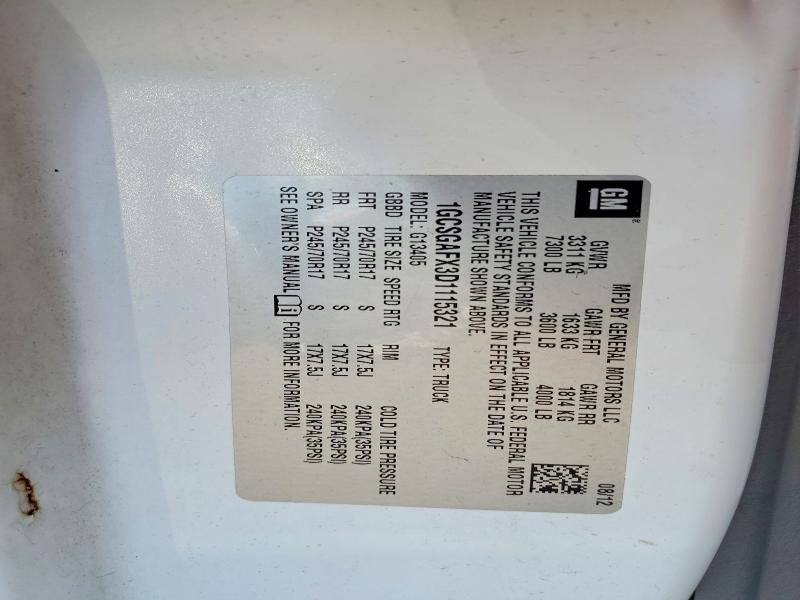 GM®
MFD BY GENERAL MOTORS LLC 08/12
GVWR GAWR FRT GAWR RR
3311 KG 1633 KG 1814 KG
7300 LB 3600 LB 4000 LB
THIS VEHICLE CONFORMS TO ALL APPLICABLE U.S. FEDERAL MOTOR
VEHICLE SAFETY STANDARDS IN EFFECT ON THE DATE OF
MANUFACTURE SHOWN ABOVE.
1GCSGAFX3D1115321 TYPE: TRUCK
MODEL: G13405
GBBD TIRE SIZE SPEED RTG RIM COLD TIRE PRESSURE
FRT P245/70R17 S 17X7.5J 240KPA(35PSI)
RR P245/70R17 S 17X7.5J 240KPA(35PSI)
SPA P245/70R17 S 17X7.5J 240KPA(35PSI)
SEE OWNER'S MANUAL FOR MORE INFORMATION.